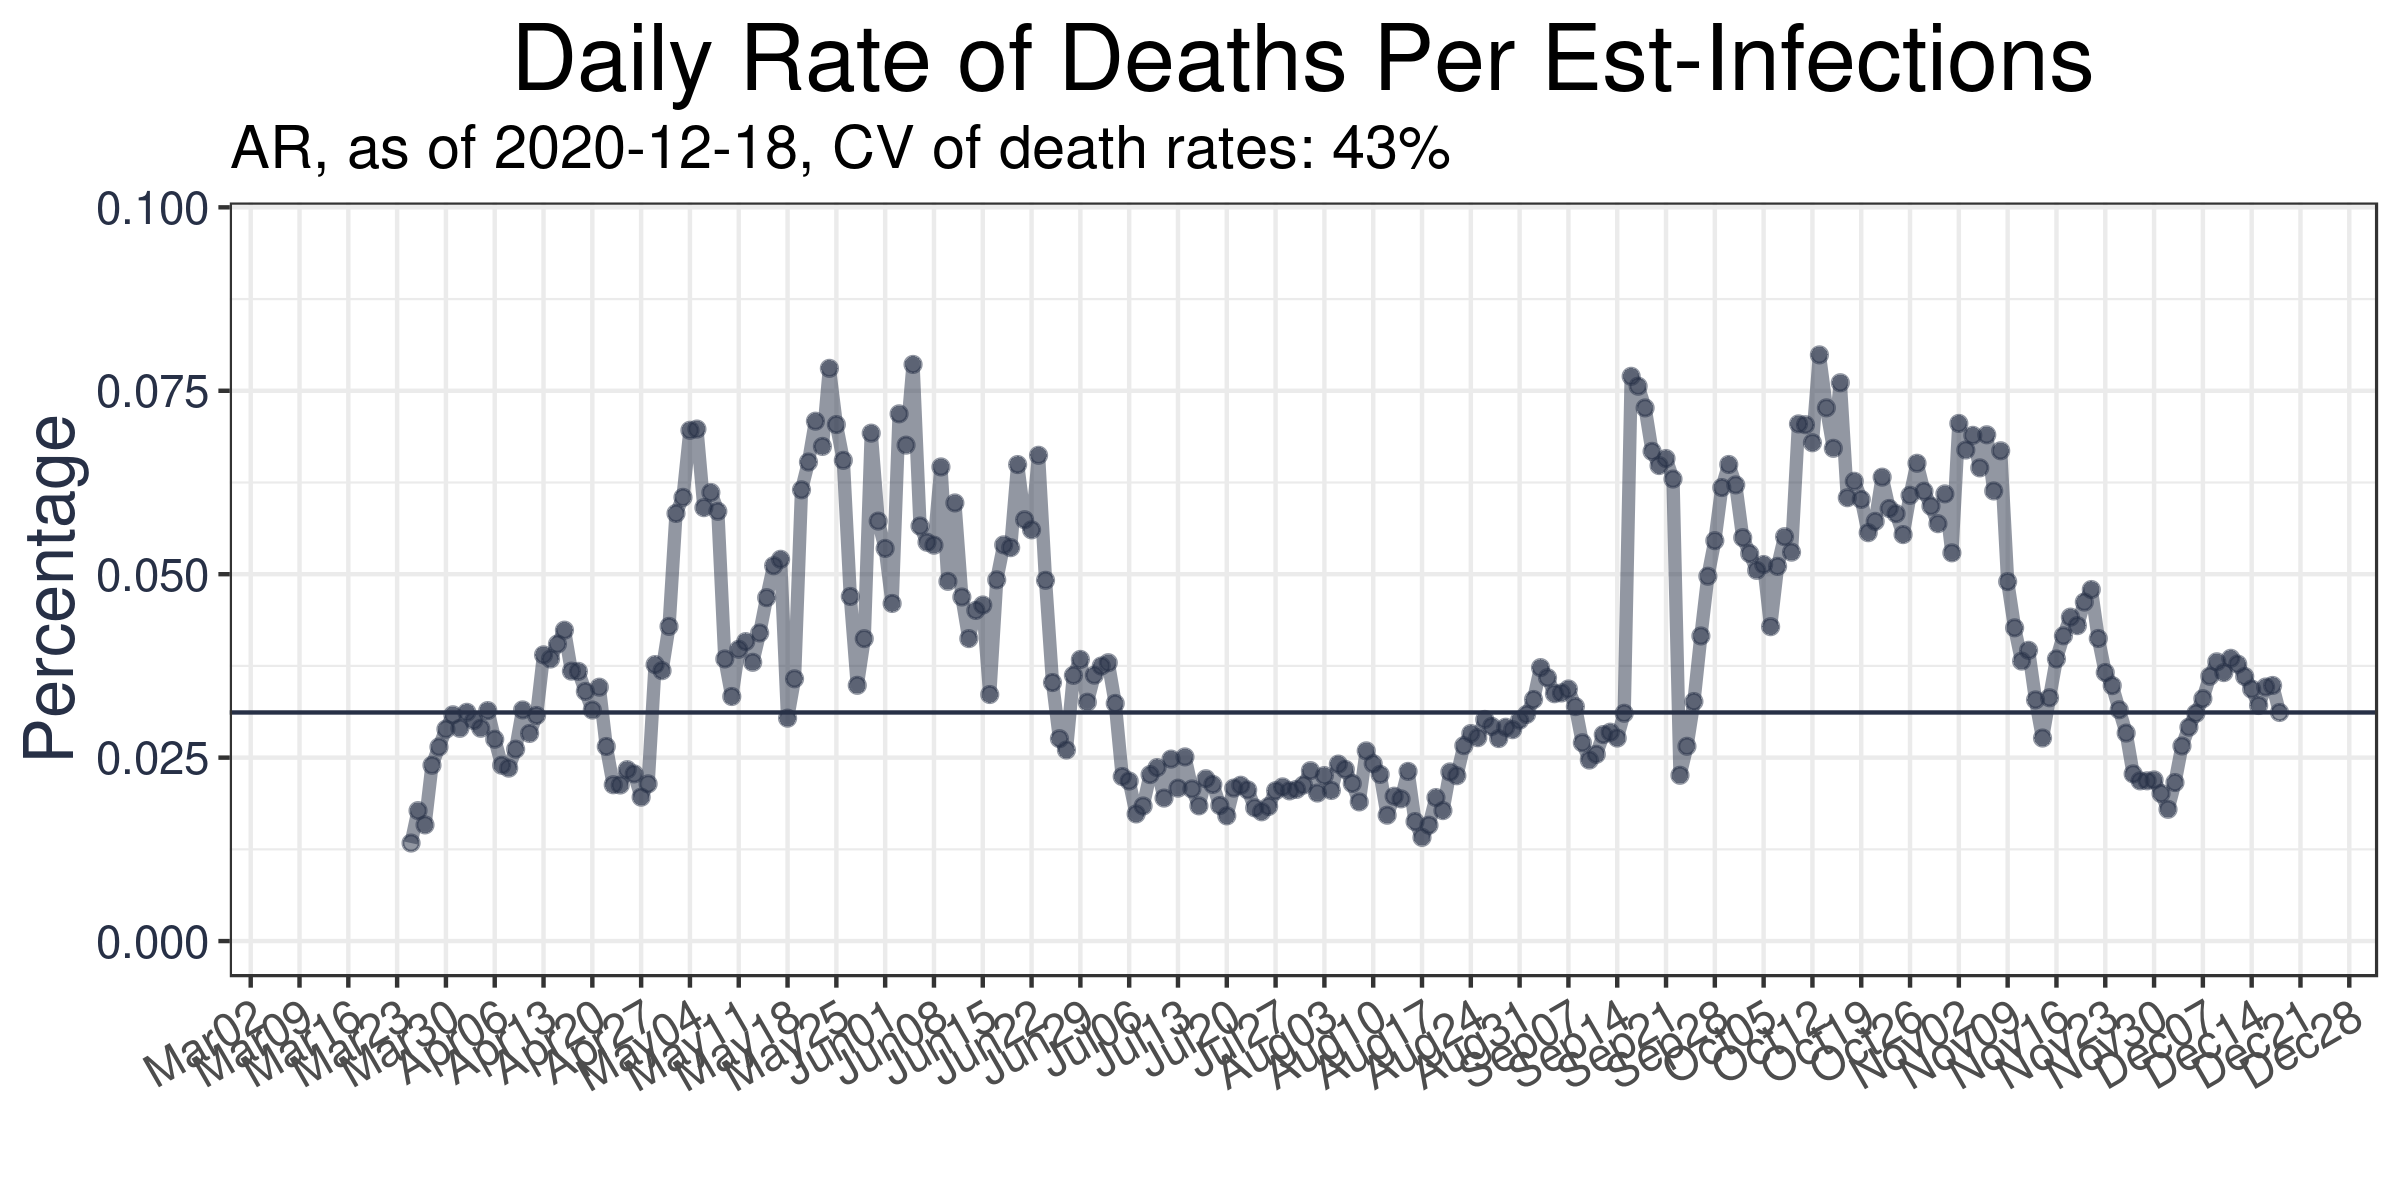 Daily Rate of Deaths Per Est-Infections
AR, as of 2020-12-18, CV of death rates: 43%
Percentage
0.100
0.075
0.050
0.025
0.000
Mar02
Mar09
Mar16
Mar23
Mar30
Apr06
Apr13
Apr20
Apr27
May04
May11
May18
May25
Jun01
Jun08
Jun15
Jun22
Jun29
Jul06
Jul13
Jul20
Jul27
Aug03
Aug10
Aug17
Aug24
Aug31
Sep07
Sep14
Sep21
Sep28
Oct05
Oct12
Oct19
Oct26
Nov02
Nov09
Nov16
Nov23
Nov30
Dec07
Dec14
Dec21
Dec28